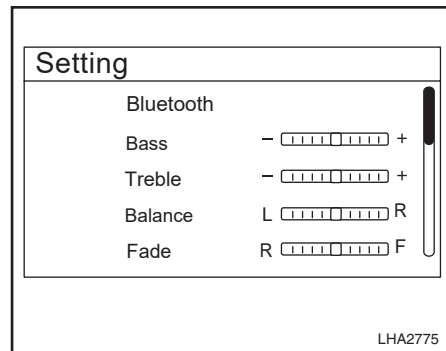 Setting
Bluetooth
Bass - +
Treble - +
Balance L R
Fade R F
LHA2775